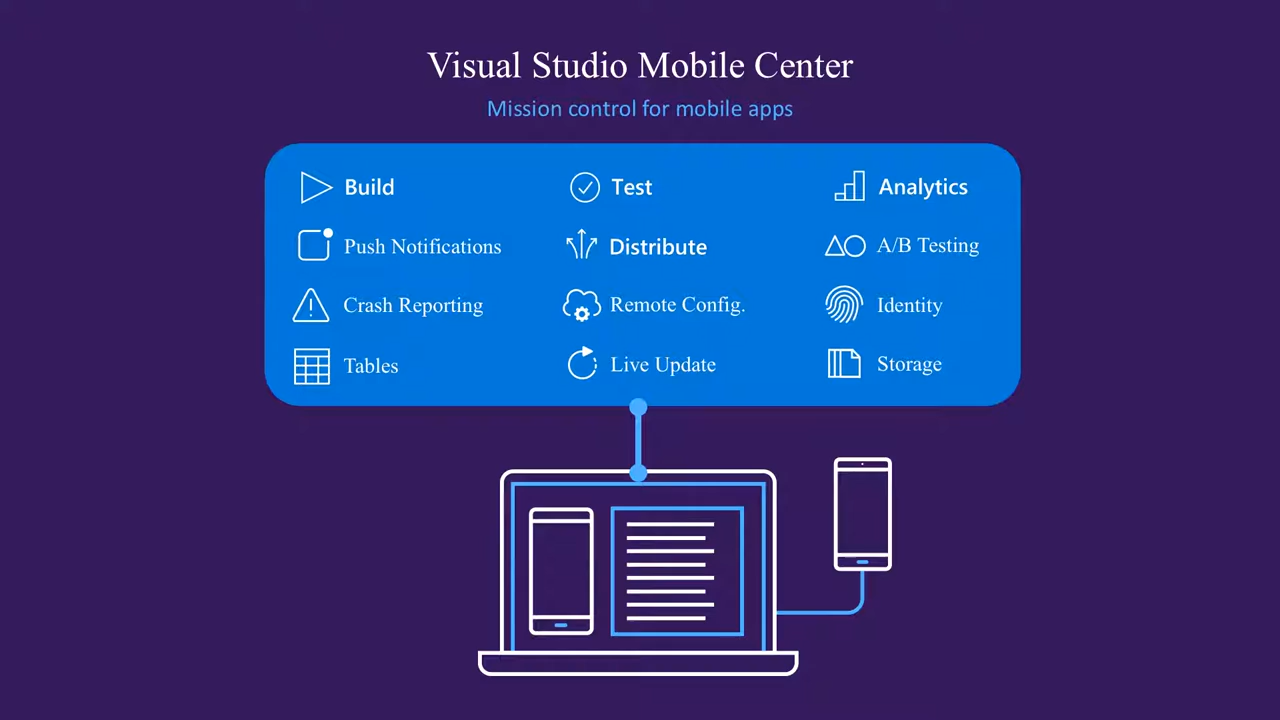 Visual Studio Mobile Center
Mission control for mobile apps
Build
Test
Analytics
Push Notifications
Distribute
A/B Testing
Crash Reporting
Remote Config.
Identity
Tables
Live Update
Storage